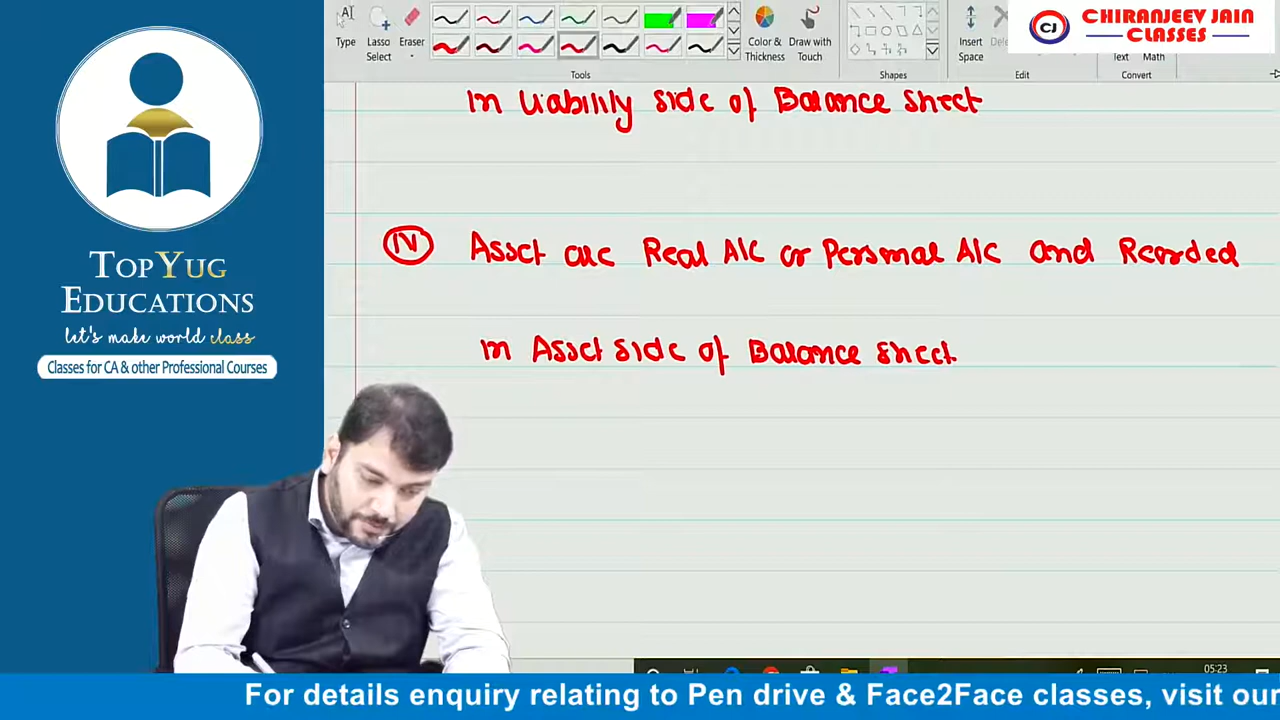 Type
Lasso
Select
Eraser
Color &
Thickness
Draw with
Touch
Insert
Space
Tools
Shapes
Edit
Text
Math
Convert
CJ
CHIRANJEEV JAIN
CLASSES
in Liability side of Balance Sheet
IV Asset are Real A/c or Personal A/c and Recorded
in Asset side of Balance Sheet
TOPYUG
EDUCATIONS
let's make world class
Classes for CA & other Professional Courses
05:23
For details enquiry relating to Pen drive & Face2Face classes, visit our